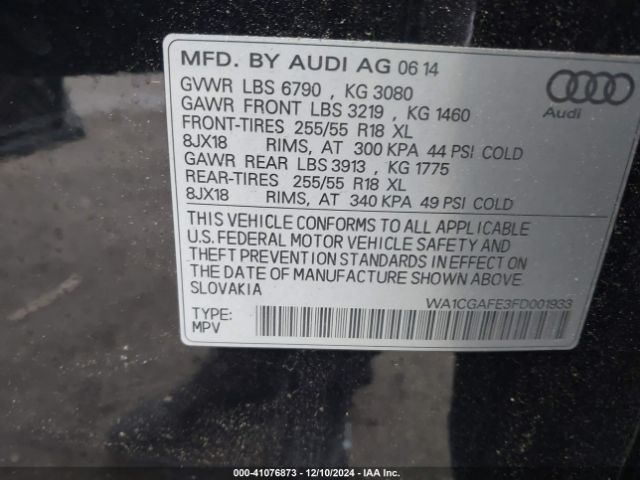 MFD. BY AUDI AG 06 14
GVWR LBS 6790 , KG 3080
GAWR FRONT LBS 3219 , KG 1460
FRONT-TIRES 255/55 R18 XL
8JX18 RIMS, AT 300 KPA 44 PSI COLD
GAWR REAR LBS 3913 , KG 1775
REAR-TIRES 255/55 R18 XL
8JX18 RIMS, AT 340 KPA 49 PSI COLD
Audi
THIS VEHICLE CONFORMS TO ALL APPLICABLE
U.S. FEDERAL MOTOR VEHICLE SAFETY AND
THEFT PREVENTION STANDARDS IN EFFECT ON
THE DATE OF MANUFACTURE SHOWN ABOVE.
SLOVAKIA
WA1CGAFE3FD001933
TYPE:
MPV
000-41076873 - 12/10/2024 - IAA Inc.